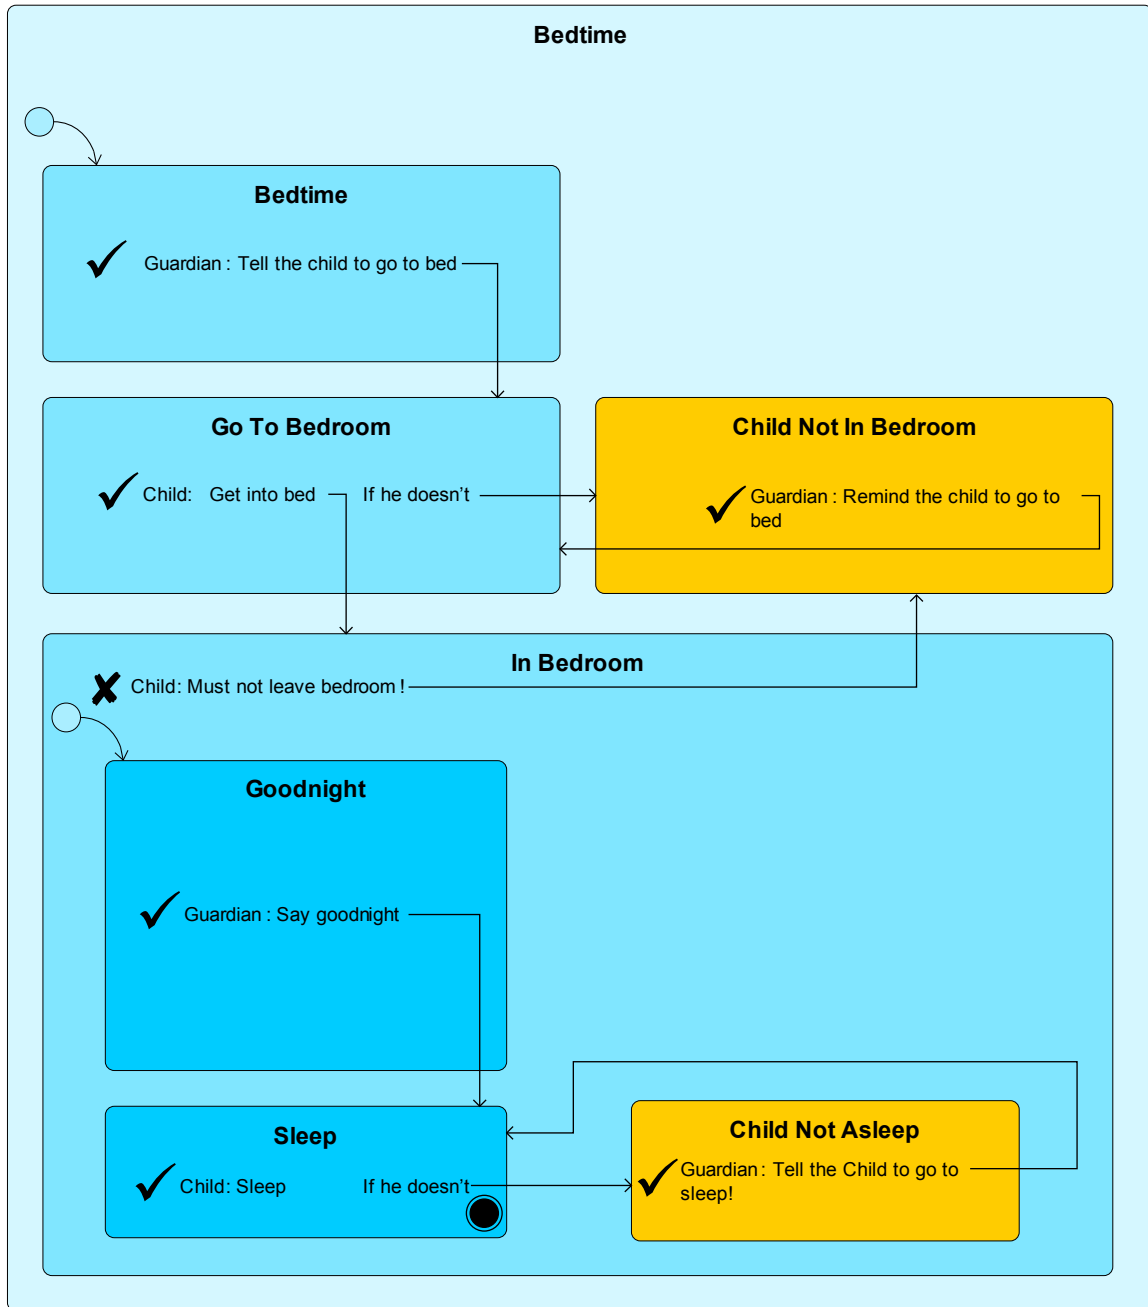 Bedtime
Bedtime
Guardian : Tell the child to go to bed
Go To Bedroom
Child: Get into bed If he doesn't
Child Not In Bedroom
Guardian : Remind the child to go to
bed
In Bedroom
Child: Must not leave bedroom !
Goodnight
Guardian : Say goodnight
Sleep
Child: Sleep If he doesn't
Child Not Asleep
Guardian : Tell the Child to go to
sleep!